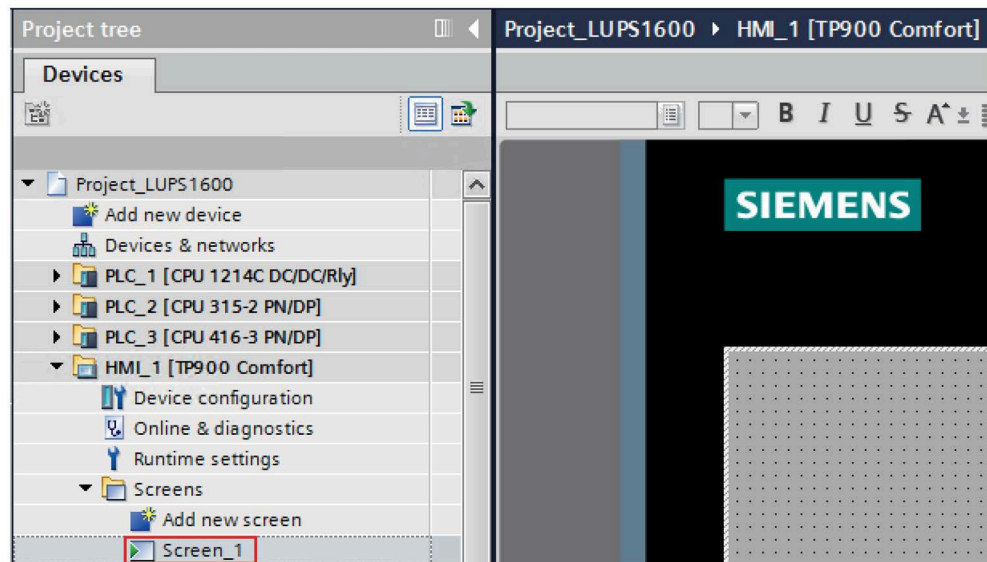 Project tree
Project_LUPS1600 ▸ HMI_1 [TP900 Comfort]
Devices
B I U S A
SIEMENS
Project_LUPS1600
Add new device
Devices & networks
PLC_1 [CPU 1214C DC/DC/Rly]
PLC_2 [CPU 315-2 PN/DP]
PLC_3 [CPU 416-3 PN/DP]
HMI_1 [TP900 Comfort]
Device configuration
Online & diagnostics
Runtime settings
Screens
Add new screen
Screen_1